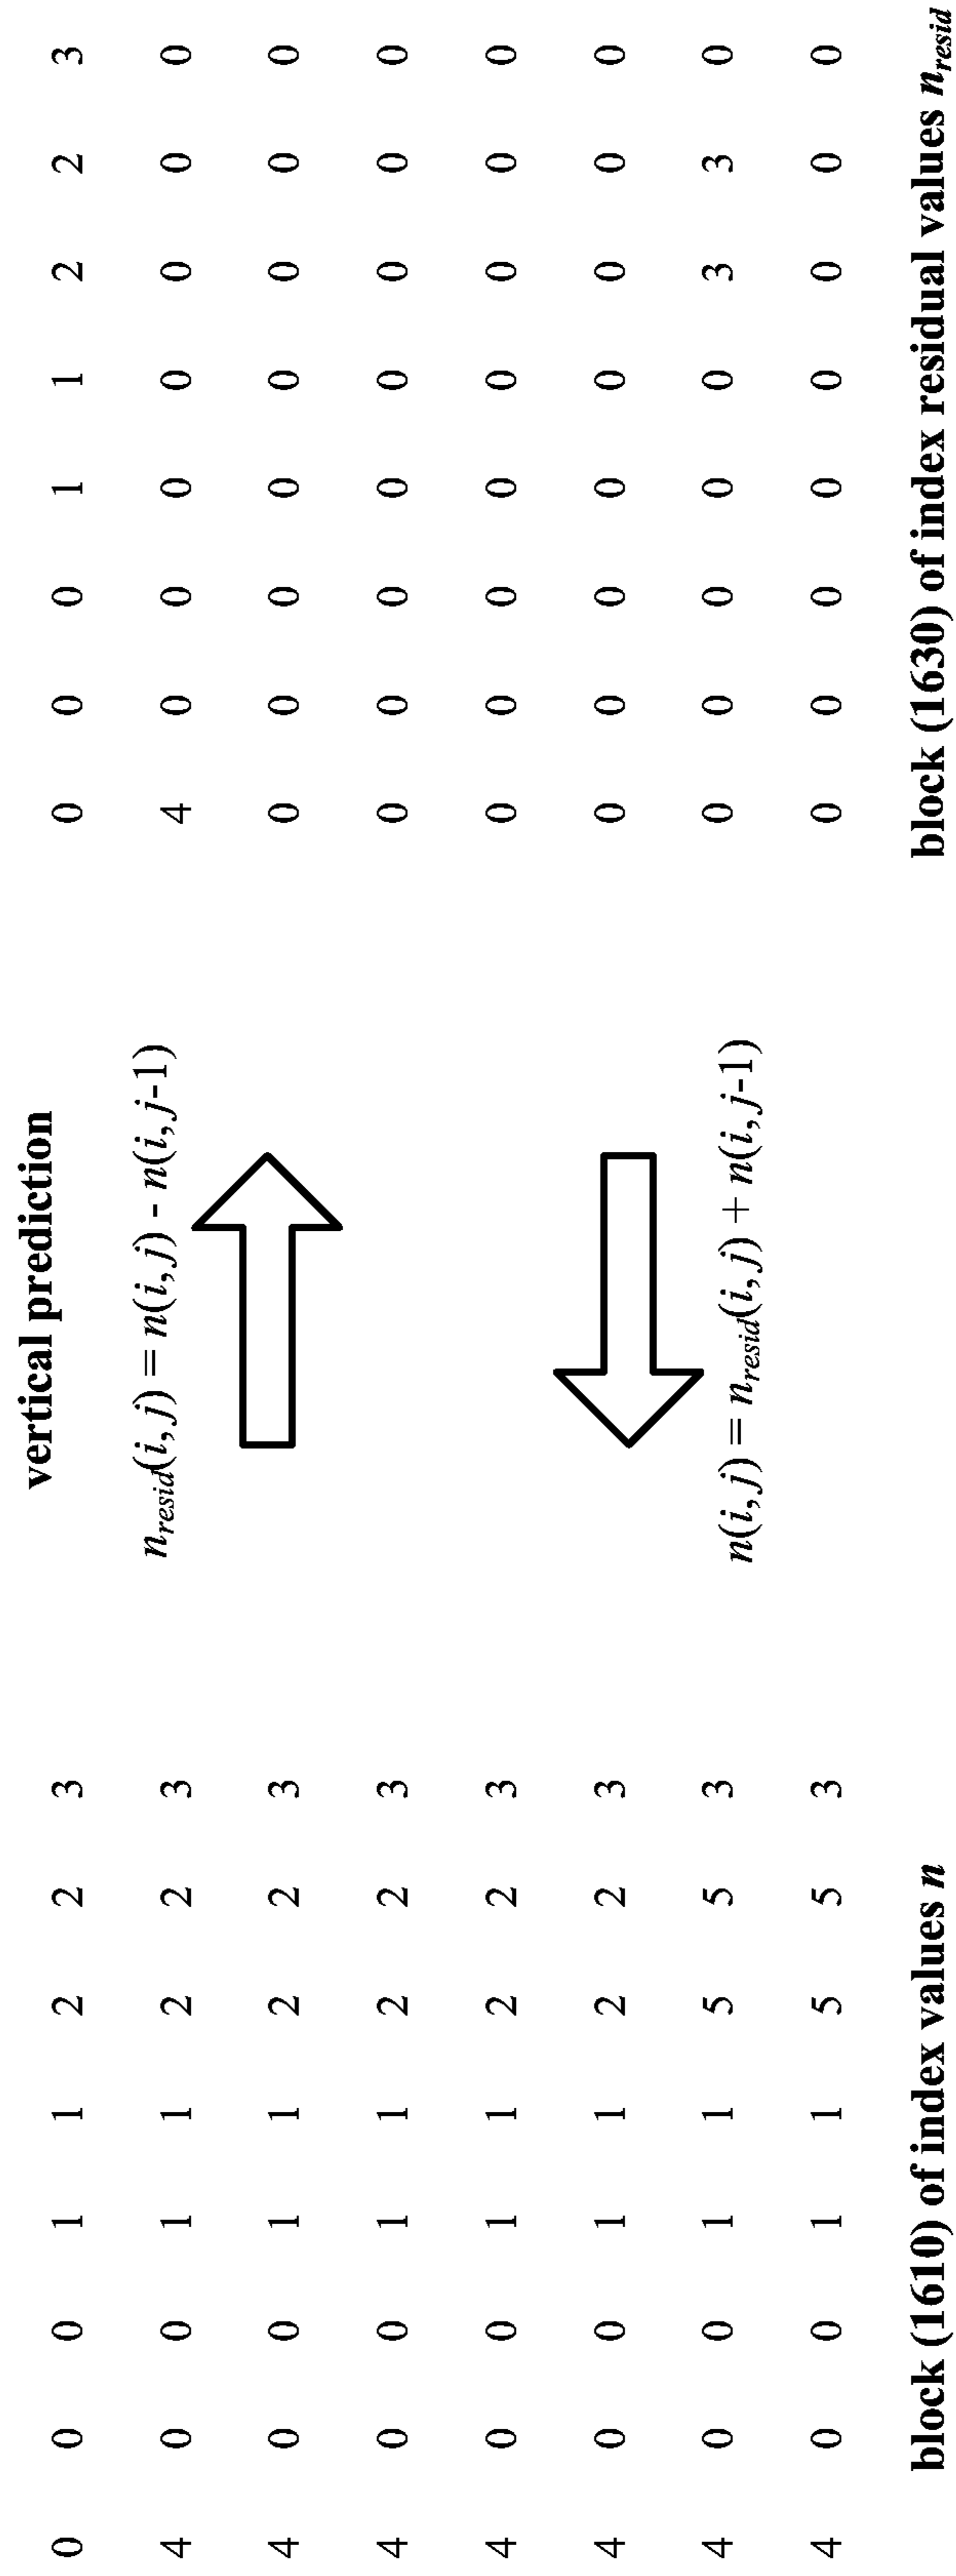 0 0 0 1 1 2 2 3
4 0 0 1 1 2 2 3
4 0 0 1 1 2 2 3
4 0 0 1 1 2 2 3
4 0 0 1 1 2 2 3
4 0 0 1 1 2 2 3
4 0 0 1 1 5 5 3
4 0 0 1 1 5 5 3
block (1610) of index values n
vertical prediction
nresid(i, j) = n(i, j) - n(i, j-1)
n(i, j) = nresid(i, j) + n(i, j-1)
0 0 0 1 1 2 2 3
4 0 0 0 0 0 0 0
0 0 0 0 0 0 0 0
0 0 0 0 0 0 0 0
0 0 0 0 0 0 0 0
0 0 0 0 0 0 0 0
0 0 0 0 0 3 3 0
0 0 0 0 0 0 0 0
block (1630) of index residual values nresid